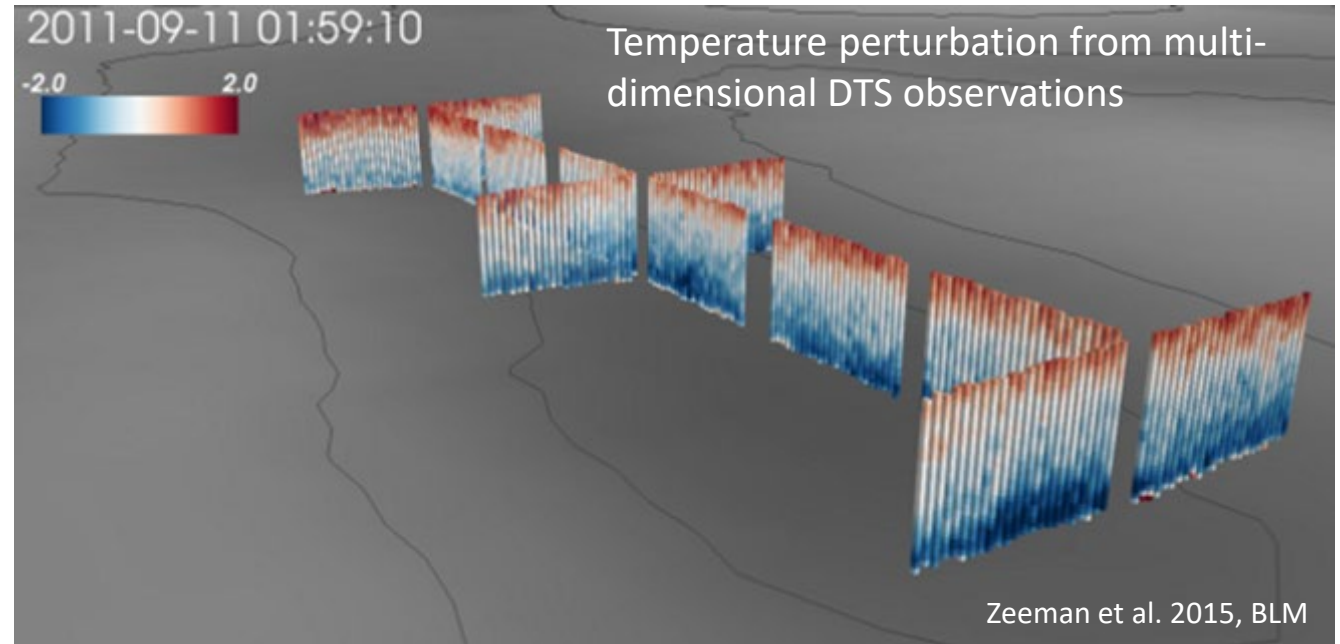 2011-09-11 01:59:10
-2.0 2.0
Temperature perturbation from multi-
dimensional DTS observations
Zeeman et al. 2015, BLM